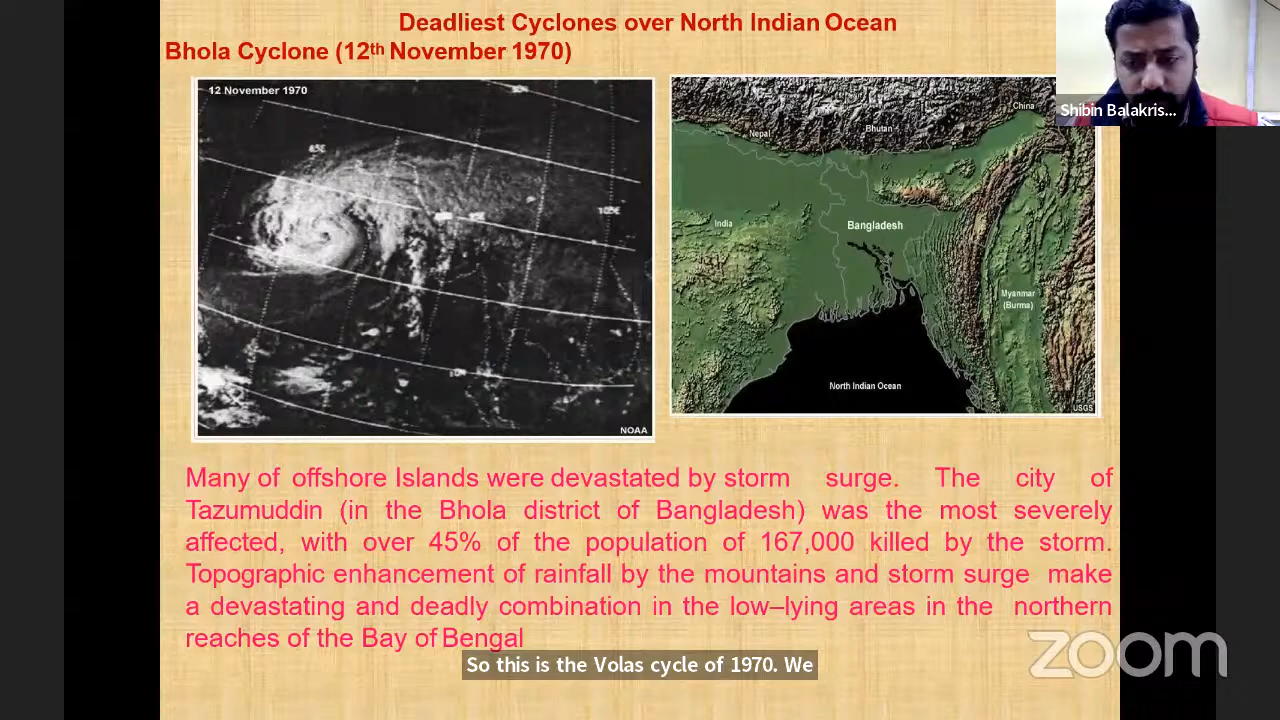 Deadliest Cyclones over North Indian Ocean
Bhola Cyclone (12th November 1970)
12 November 1970
85E
105E
NOAA
China
Nepal
Bhutan
India
Bangladesh
Myanmar
(Burma)
North Indian Ocean
USGS
Shibin Balakris...
Many of offshore Islands were devastated by storm surge. The city of
Tazumuddin (in the Bhola district of Bangladesh) was the most severely
affected, with over 45% of the population of 167,000 killed by the storm.
Topographic enhancement of rainfall by the mountains and storm surge make
a devastating and deadly combination in the low–lying areas in the northern
reaches of the Bay of Bengal
zoom
So this is the Volas cycle of 1970. We